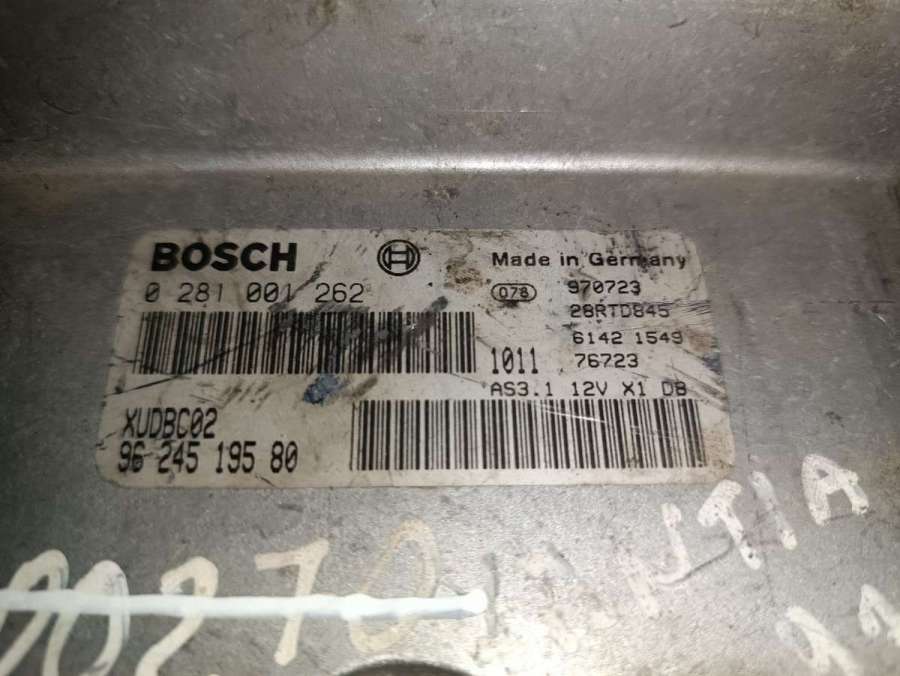 BOSCH
Made in Germany
0 281 001 262
078
970723
28RTD845
6142 1549
1011
76723
AS3.1 12V X1 DB
XUDBC02
96 245 195 80